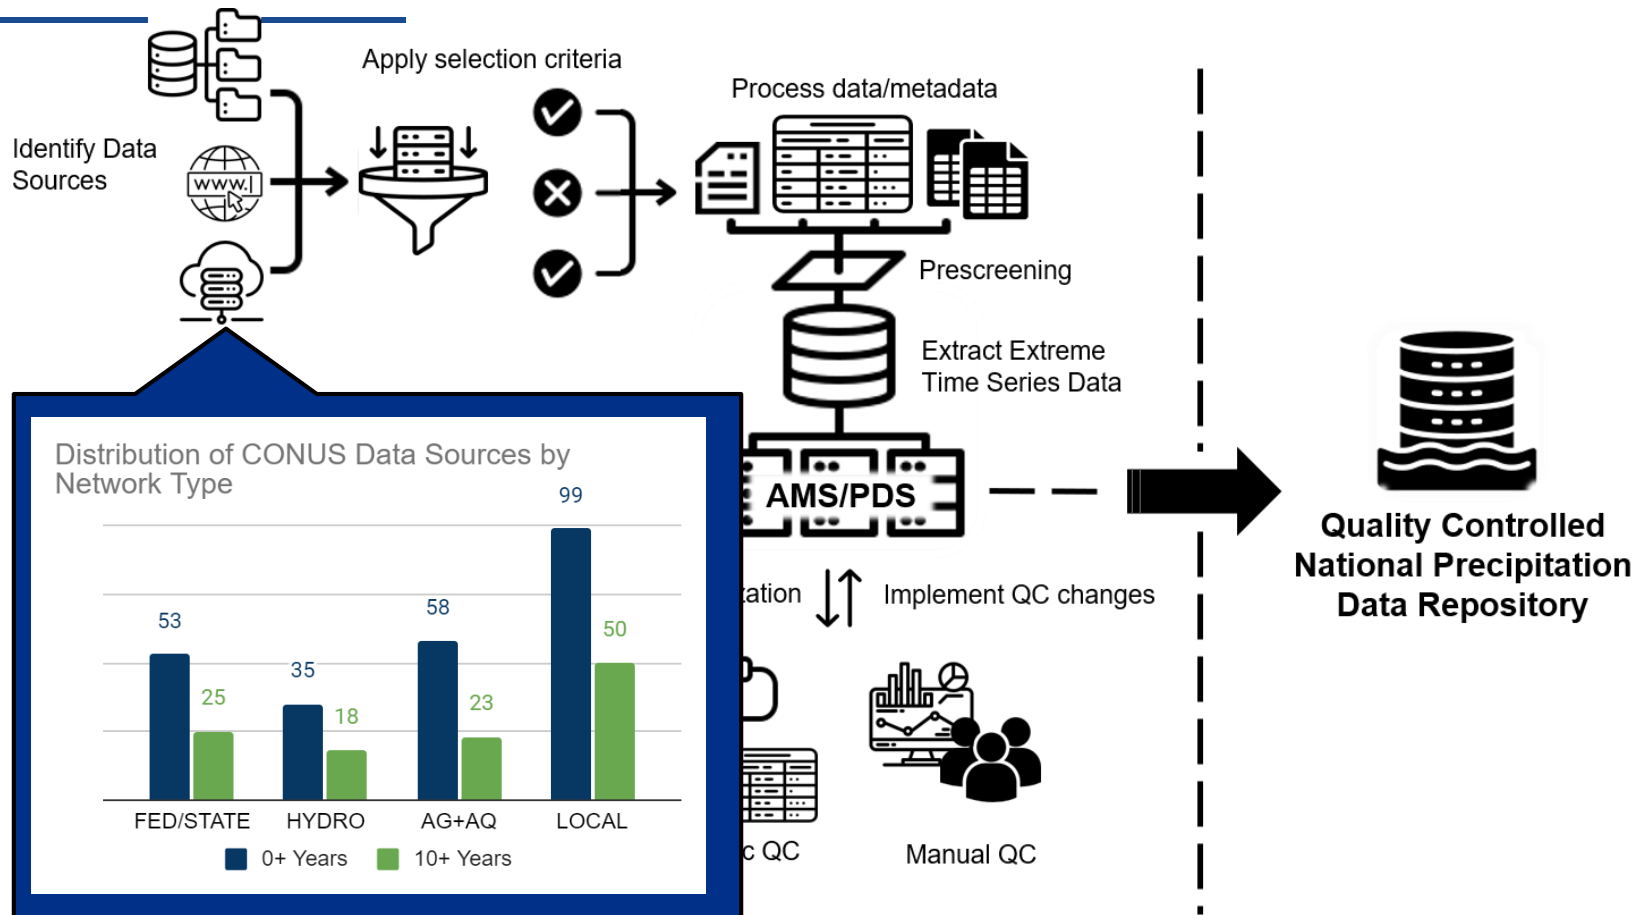 Apply selection criteria
Process data/metadata
Identify Data
Sources
www.
Prescreening
Extract Extreme
Time Series Data
AMS/PDS
Implement QC changes
QC
Manual QC
Quality Controlled
National Precipitation
Data Repository
Distribution of CONUS Data Sources by
Network Type
99
58
53
50
35
25
23
18
FED/STATE HYDRO AG+AQ LOCAL
0+ Years 10+ Years